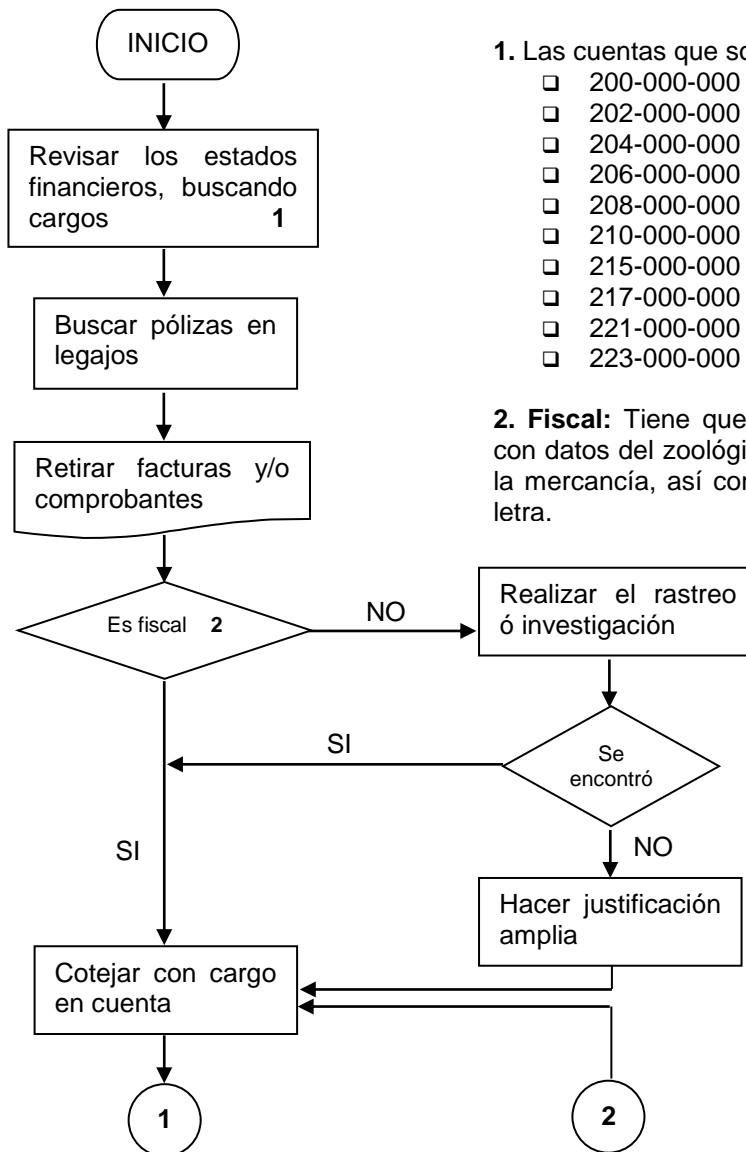 INICIO
Revisar los estados
financieros, buscando
cargos 1
Buscar pólizas en
legajos
Retirar facturas y/o
comprobantes
Es fiscal 2
NO
SI
Cotejar con cargo
en cuenta
1
1. Las cuentas que
❑ 200-000-000
❑ 202-000-000
❑ 204-000-000
❑ 206-000-000
❑ 208-000-000
❑ 210-000-000
❑ 215-000-000
❑ 217-000-000
❑ 221-000-000
❑ 223-000-000
2. Fiscal: Tiene que
con datos del
la mercancía, así
letra.
Realizar el rastreo
ó investigación
Se
encontró
SI
NO
Hacer justificación
amplia
2